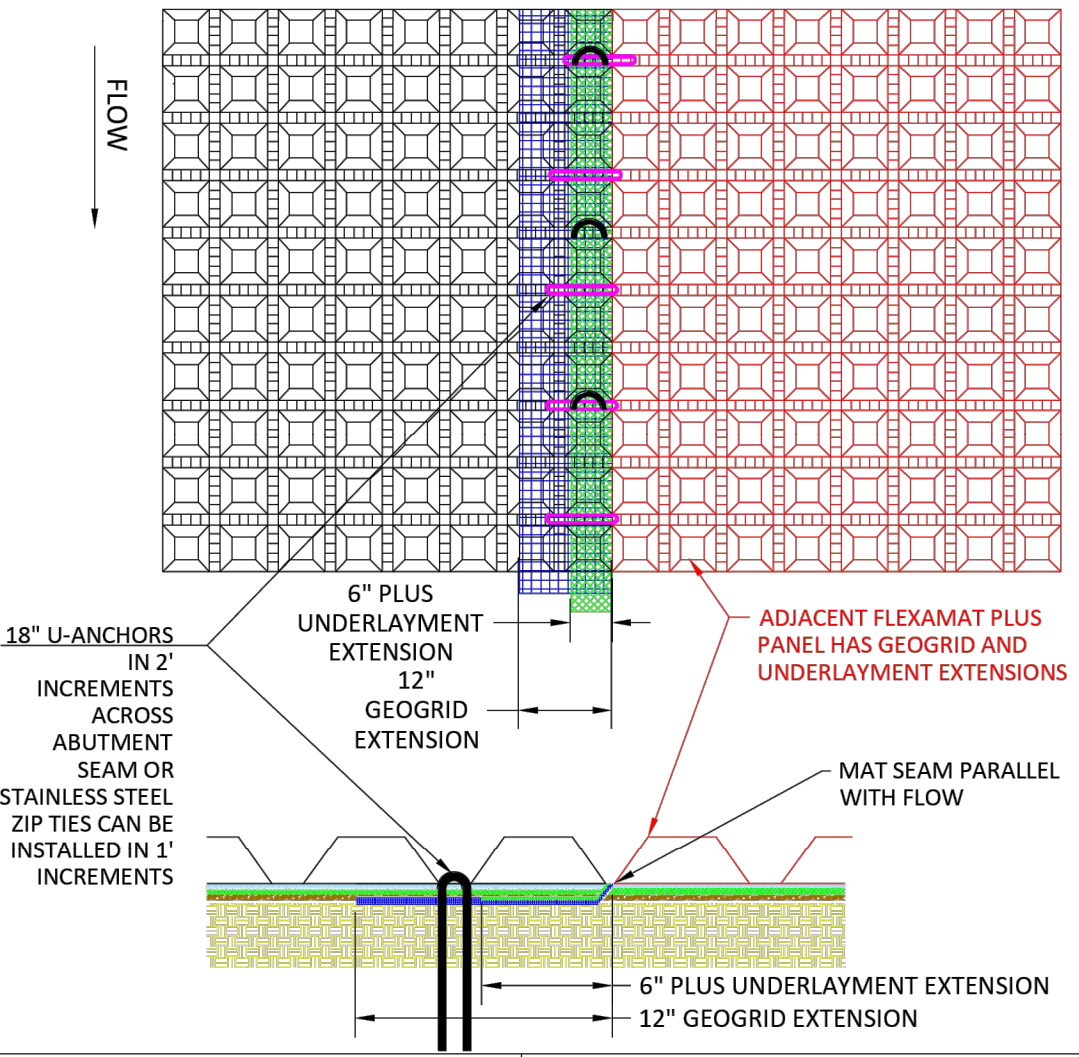 FLOW
6" PLUS
UNDERLAYMENT
EXTENSION
12"
GEOGRID
EXTENSION
18" U-ANCHORS
IN 2'
INCREMENTS
ACROSS
ABUTMENT
SEAM OR
STAINLESS STEEL
ZIP TIES CAN BE
INSTALLED IN 1'
INCREMENTS
ADJACENT FLEXAMAT PLUS
PANEL HAS GEOGRID AND
UNDERLAYMENT EXTENSIONS
MAT SEAM PARALLEL
WITH FLOW
6" PLUS UNDERLAYMENT EXTENSION
12" GEOGRID EXTENSION